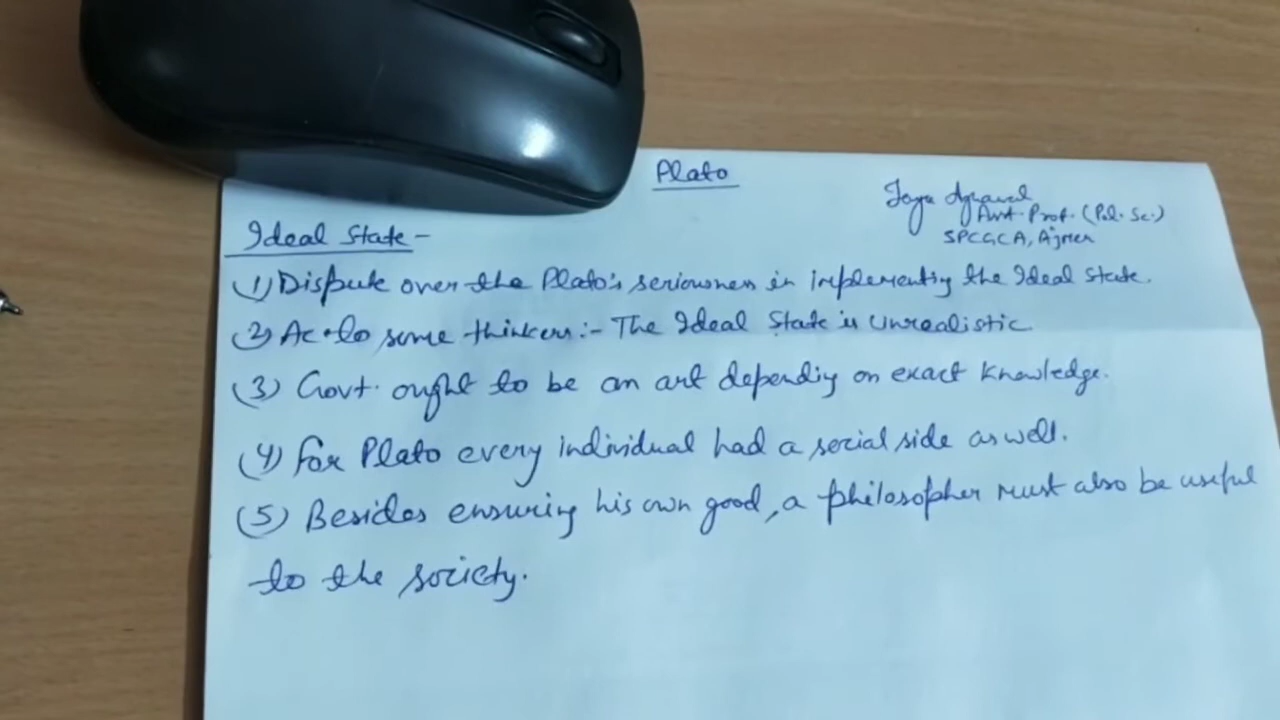 Plato
Jaya Agrawal
Asst. Prof. (Pol. Sc.)
SPCGCA, Ajmer
Ideal State -
(1) Dispute over the Plato's seriousness in implementing the Ideal State.
(2) Ac. to some thinkers :- The Ideal State is Unrealistic.
(3) Govt. ought to be an art depending on exact knowledge.
(4) For Plato every individual had a social side as well.
(5) Besides ensuring his own good, a philosopher must also be useful
to the society.